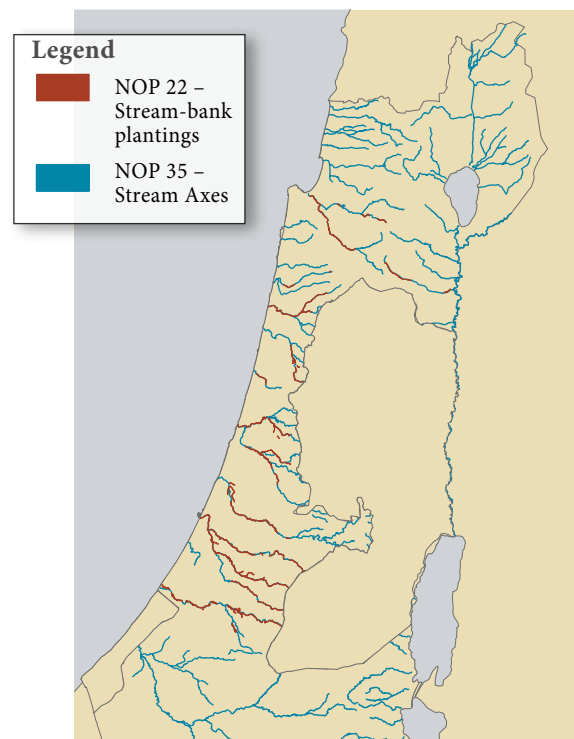 Legend
NOP 22 –
Stream-bank
plantings
NOP 35 –
Stream Axes